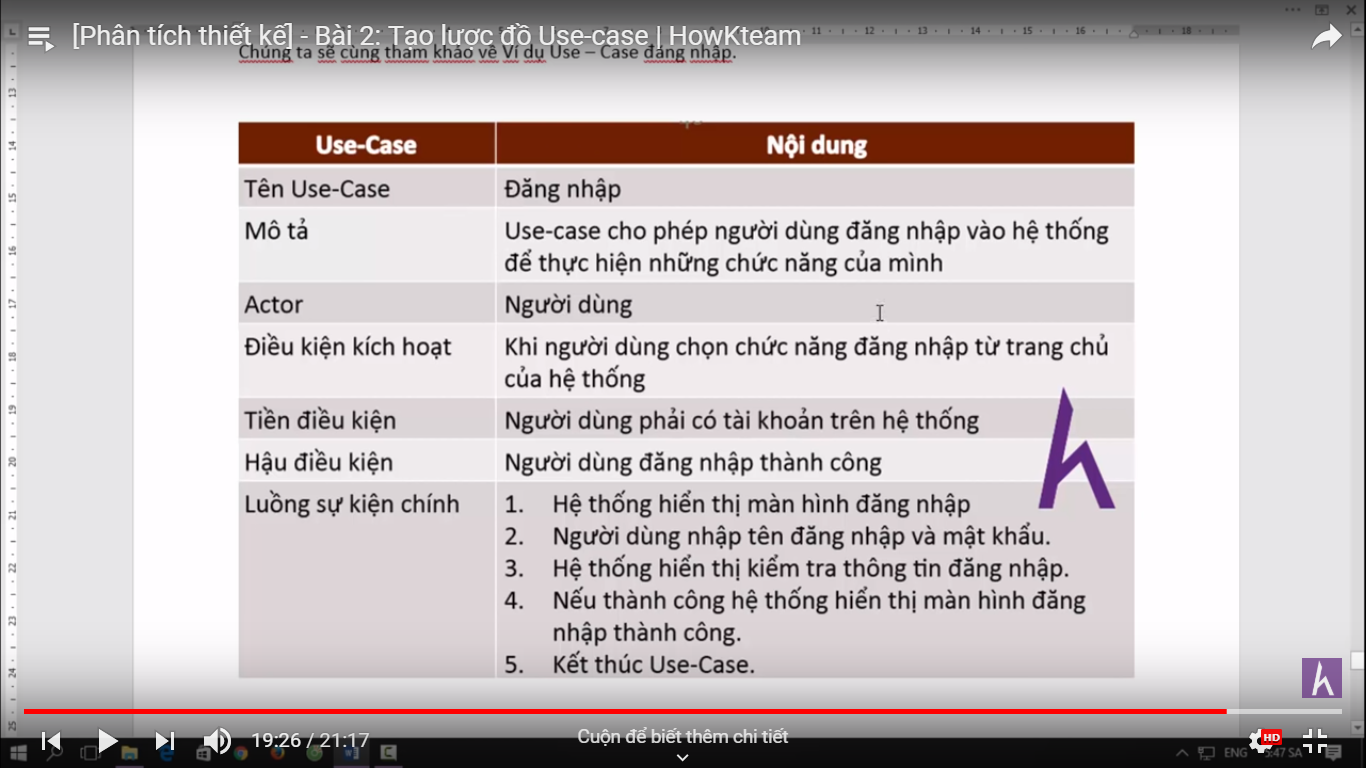 [Phân tích thiết kế] - Bài 2: Tạo lược đồ Use-case | HowKteam
Chúng ta sẽ cùng tham khảo về Ví dụ Use – Case đăng nhập.
Use-Case Nội dung
Tên Use-Case Đăng nhập
Mô tả Use-case cho phép người dùng đăng nhập vào hệ thống
để thực hiện những chức năng của mình
Actor Người dùng
Điều kiện kích hoạt Khi người dùng chọn chức năng đăng nhập từ trang chủ
của hệ thống
Tiền điều kiện Người dùng phải có tài khoản trên hệ thống
Hậu điều kiện Người dùng đăng nhập thành công
Luồng sự kiện chính 1. Hệ thống hiển thị màn hình đăng nhập
2. Người dùng nhập tên đăng nhập và mật khẩu.
3. Hệ thống hiển thị kiểm tra thông tin đăng nhập.
4. Nếu thành công hệ thống hiển thị màn hình đăng
nhập thành công.
5. Kết thúc Use-Case.
19:26 / 21:17
Cuộn để biết thêm chi tiết
HD
ENG